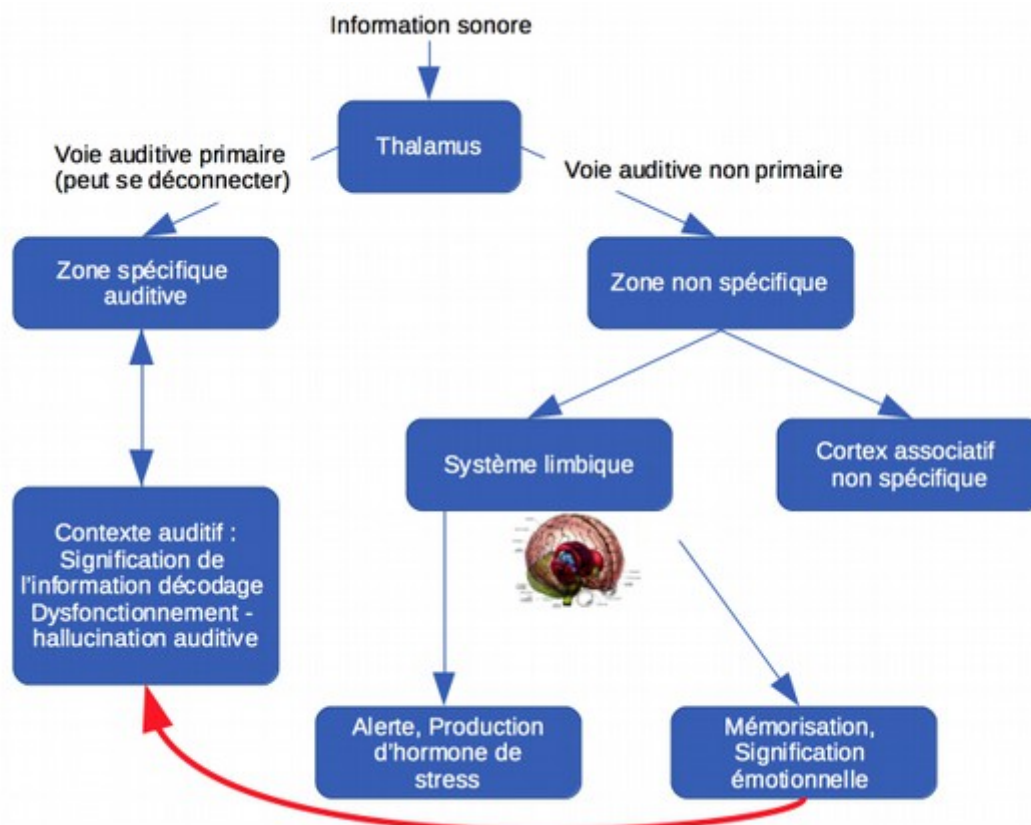 Information sonore
Thalamus
Voie auditive primaire
(peut se déconnecter)
Voie auditive non primaire
Zone spécifique
auditive
Zone non spécifique
Système limbique
Cortex associatif
non spécifique
Contexte auditif :
Signification de
l'information décodage
Dysfonctionnement -
hallucination auditive
Alerte, Production
d'hormone de
stress
Mémorisation,
Signification
émotionnelle